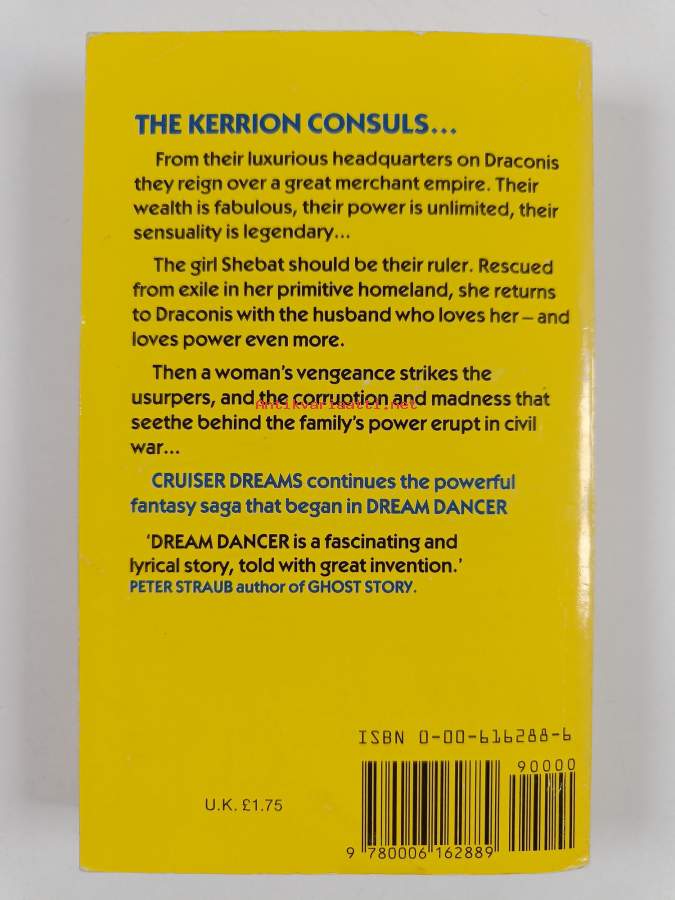 THE KERRION CONSULS...
From their luxurious headquarters on Draconis
they reign over a great merchant empire. Their
wealth is fabulous, their power is unlimited, their
sensuality is legendary...
The girl Shebat should be their ruler. Rescued
from exile in her primitive homeland, she returns
to Draconis with the husband who loves her – and
loves power even more.
Then a woman's vengeance strikes the
usurpers, and the corruption and madness that
Antikvariaatti.net
seethe behind the family's power erupt in civil
war...
CRUISER DREAMS continues the powerful
fantasy saga that began in DREAM DANCER
'DREAM DANCER is a fascinating and
lyrical story, told with great invention.'
PETER STRAUB author of GHOST STORY.
ISBN 0-00-616288-6
90000
U.K. £1.75
9 780006 162889